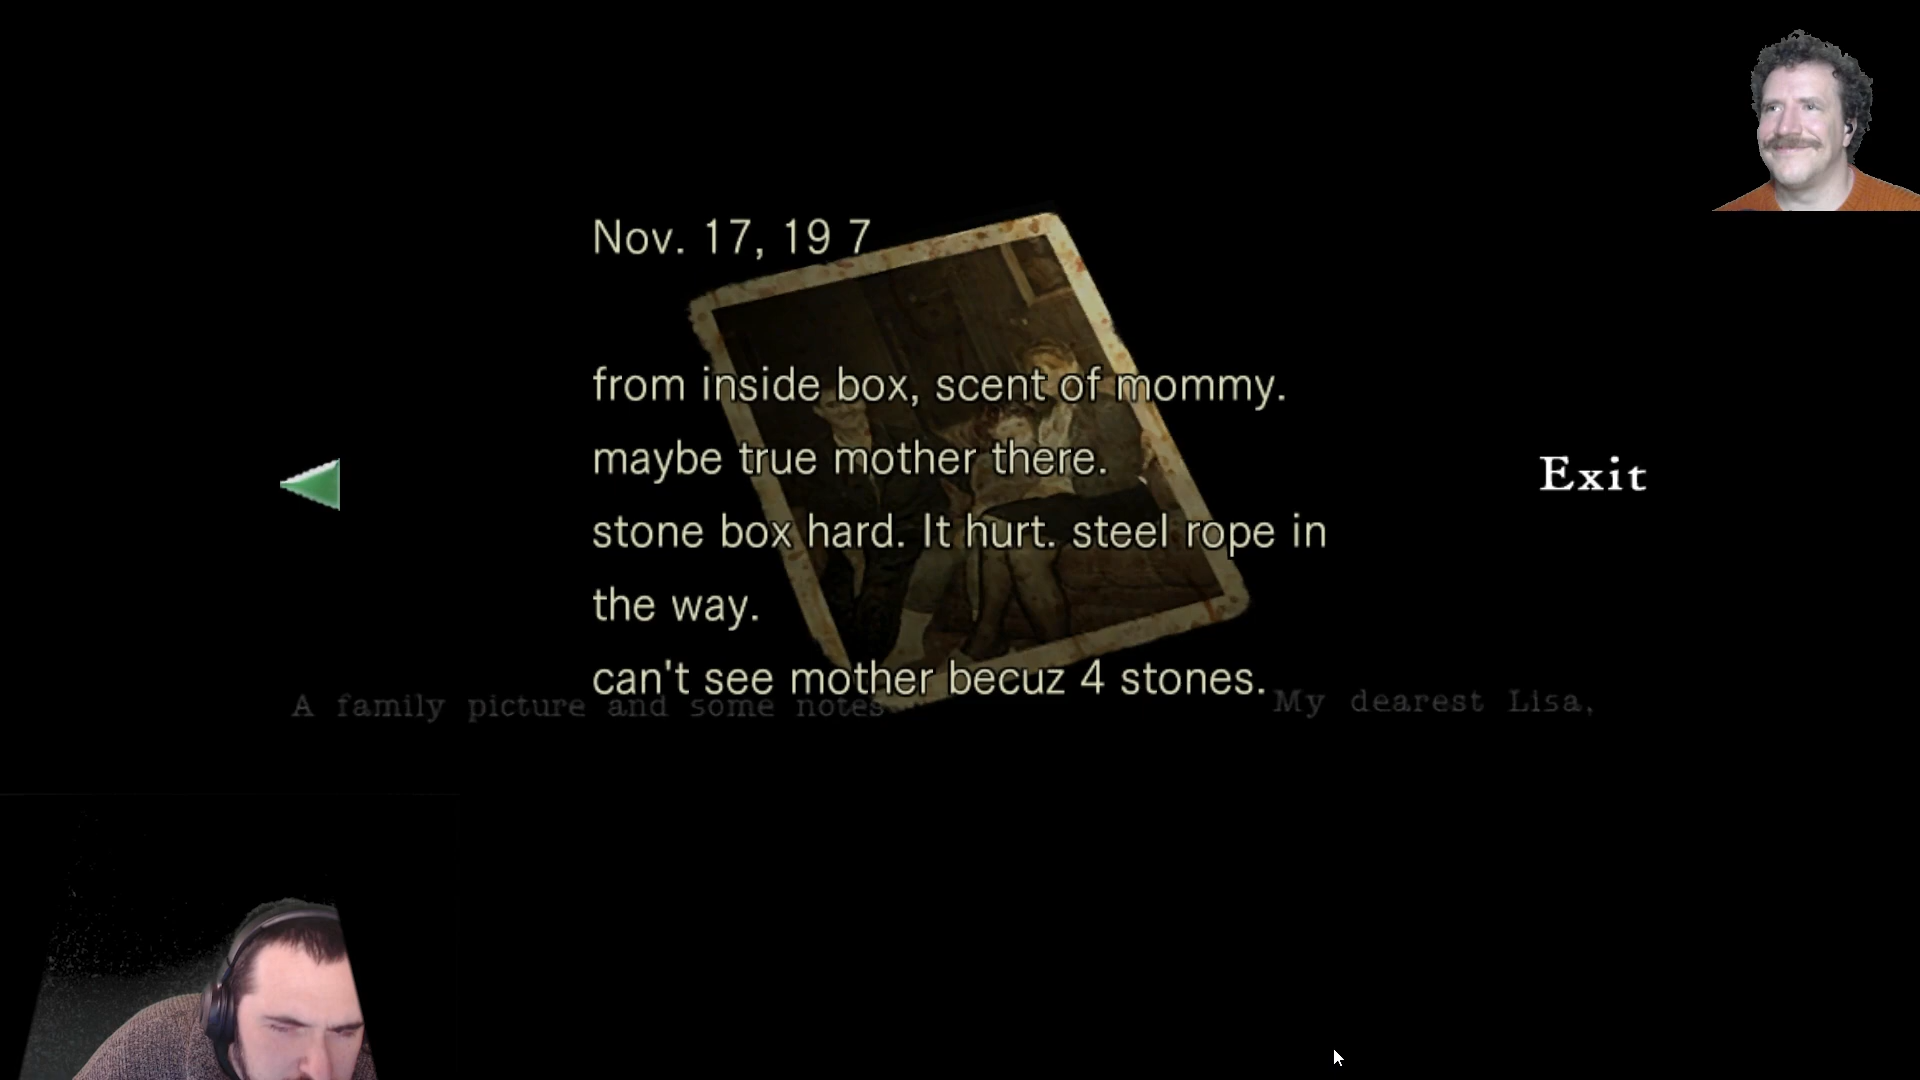 Nov. 17, 19 7
from inside box, scent of mommy.
maybe true mother there.
stone box hard. It hurt. steel rope in
the way.
can't see mother becuz 4 stones.
Exit
A family picture and some notes
My dearest Lisa,